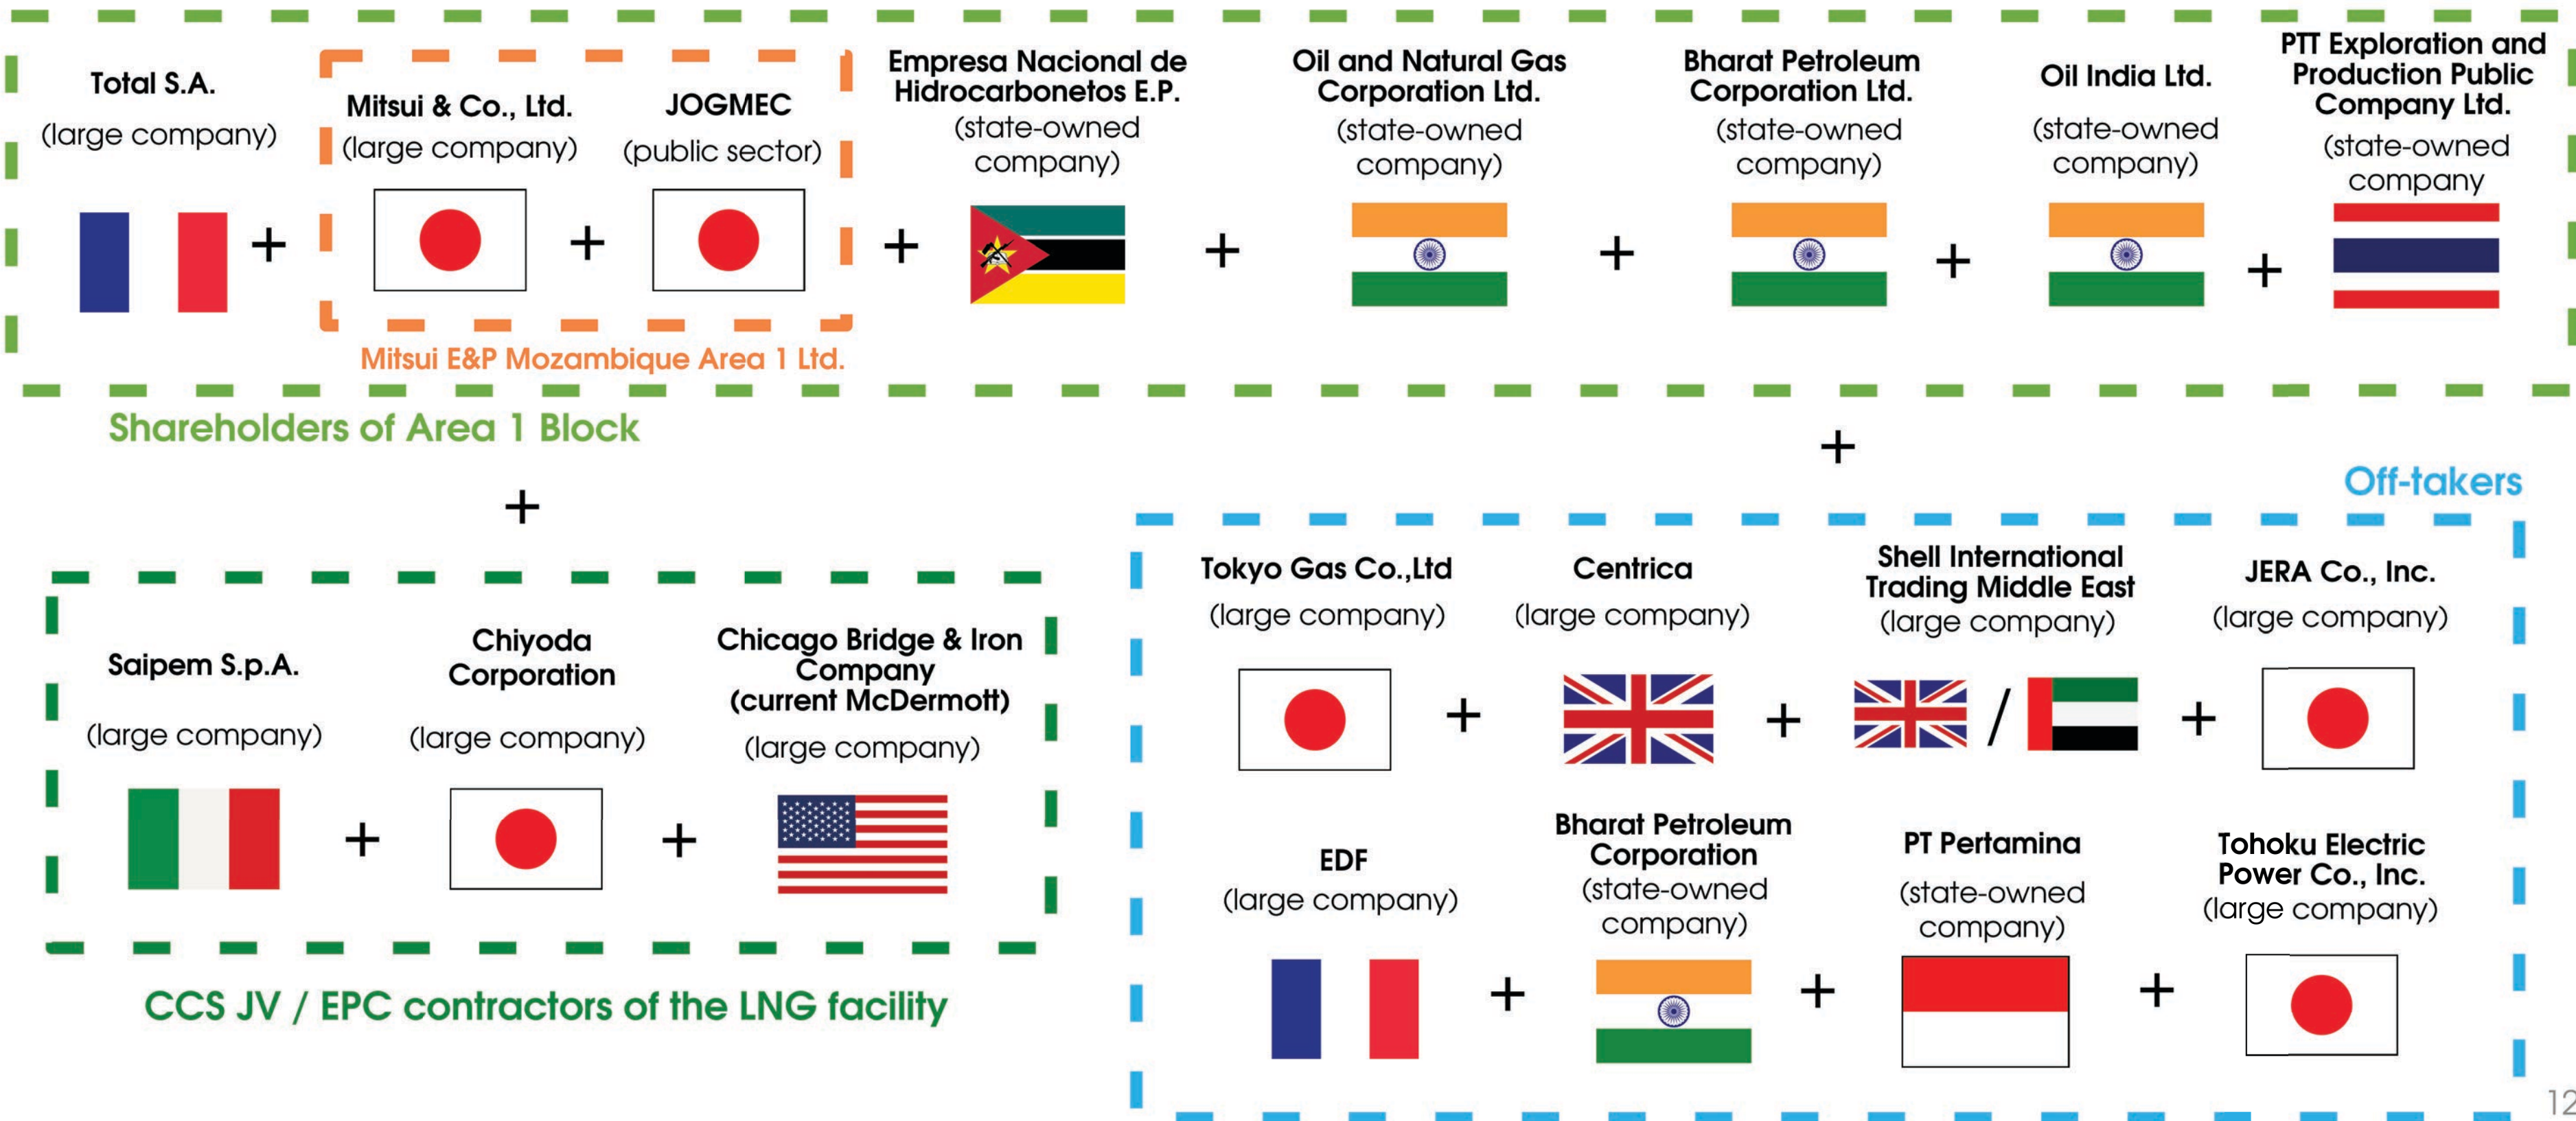 Total S.A.
(large company)
Mitsui & Co., Ltd.
(large company)
JOGMEC
(public sector)
Mitsui E&P Mozambique Area 1 Ltd.
Empresa Nacional de
Hidrocarbonetos E.P.
(state-owned
company)
Oil and Natural Gas
Corporation Ltd.
(state-owned
company)
Bharat Petroleum
Corporation Ltd.
(state-owned
company)
Oil India Ltd.
(state-owned
company)
PTT Exploration and
Production Public
Company Ltd.
(state-owned
company
+
+
+
+
+
+
+
Shareholders of Area 1 Block
+
+
Saipem S.p.A.
(large company)
Chiyoda
Corporation
(large company)
Chicago Bridge & Iron
Company
(current McDermott)
(large company)
+
+
CCS JV / EPC contractors of the LNG facility
Off-takers
Tokyo Gas Co.,Ltd
(large company)
Centrica
(large company)
Shell International
Trading Middle East
(large company)
JERA Co., Inc.
(large company)
+
+
/
+
EDF
(large company)
Bharat Petroleum
Corporation
(state-owned
company)
PT Pertamina
(state-owned
company)
Tohoku Electric
Power Co., Inc.
(large company)
+
+
+
12